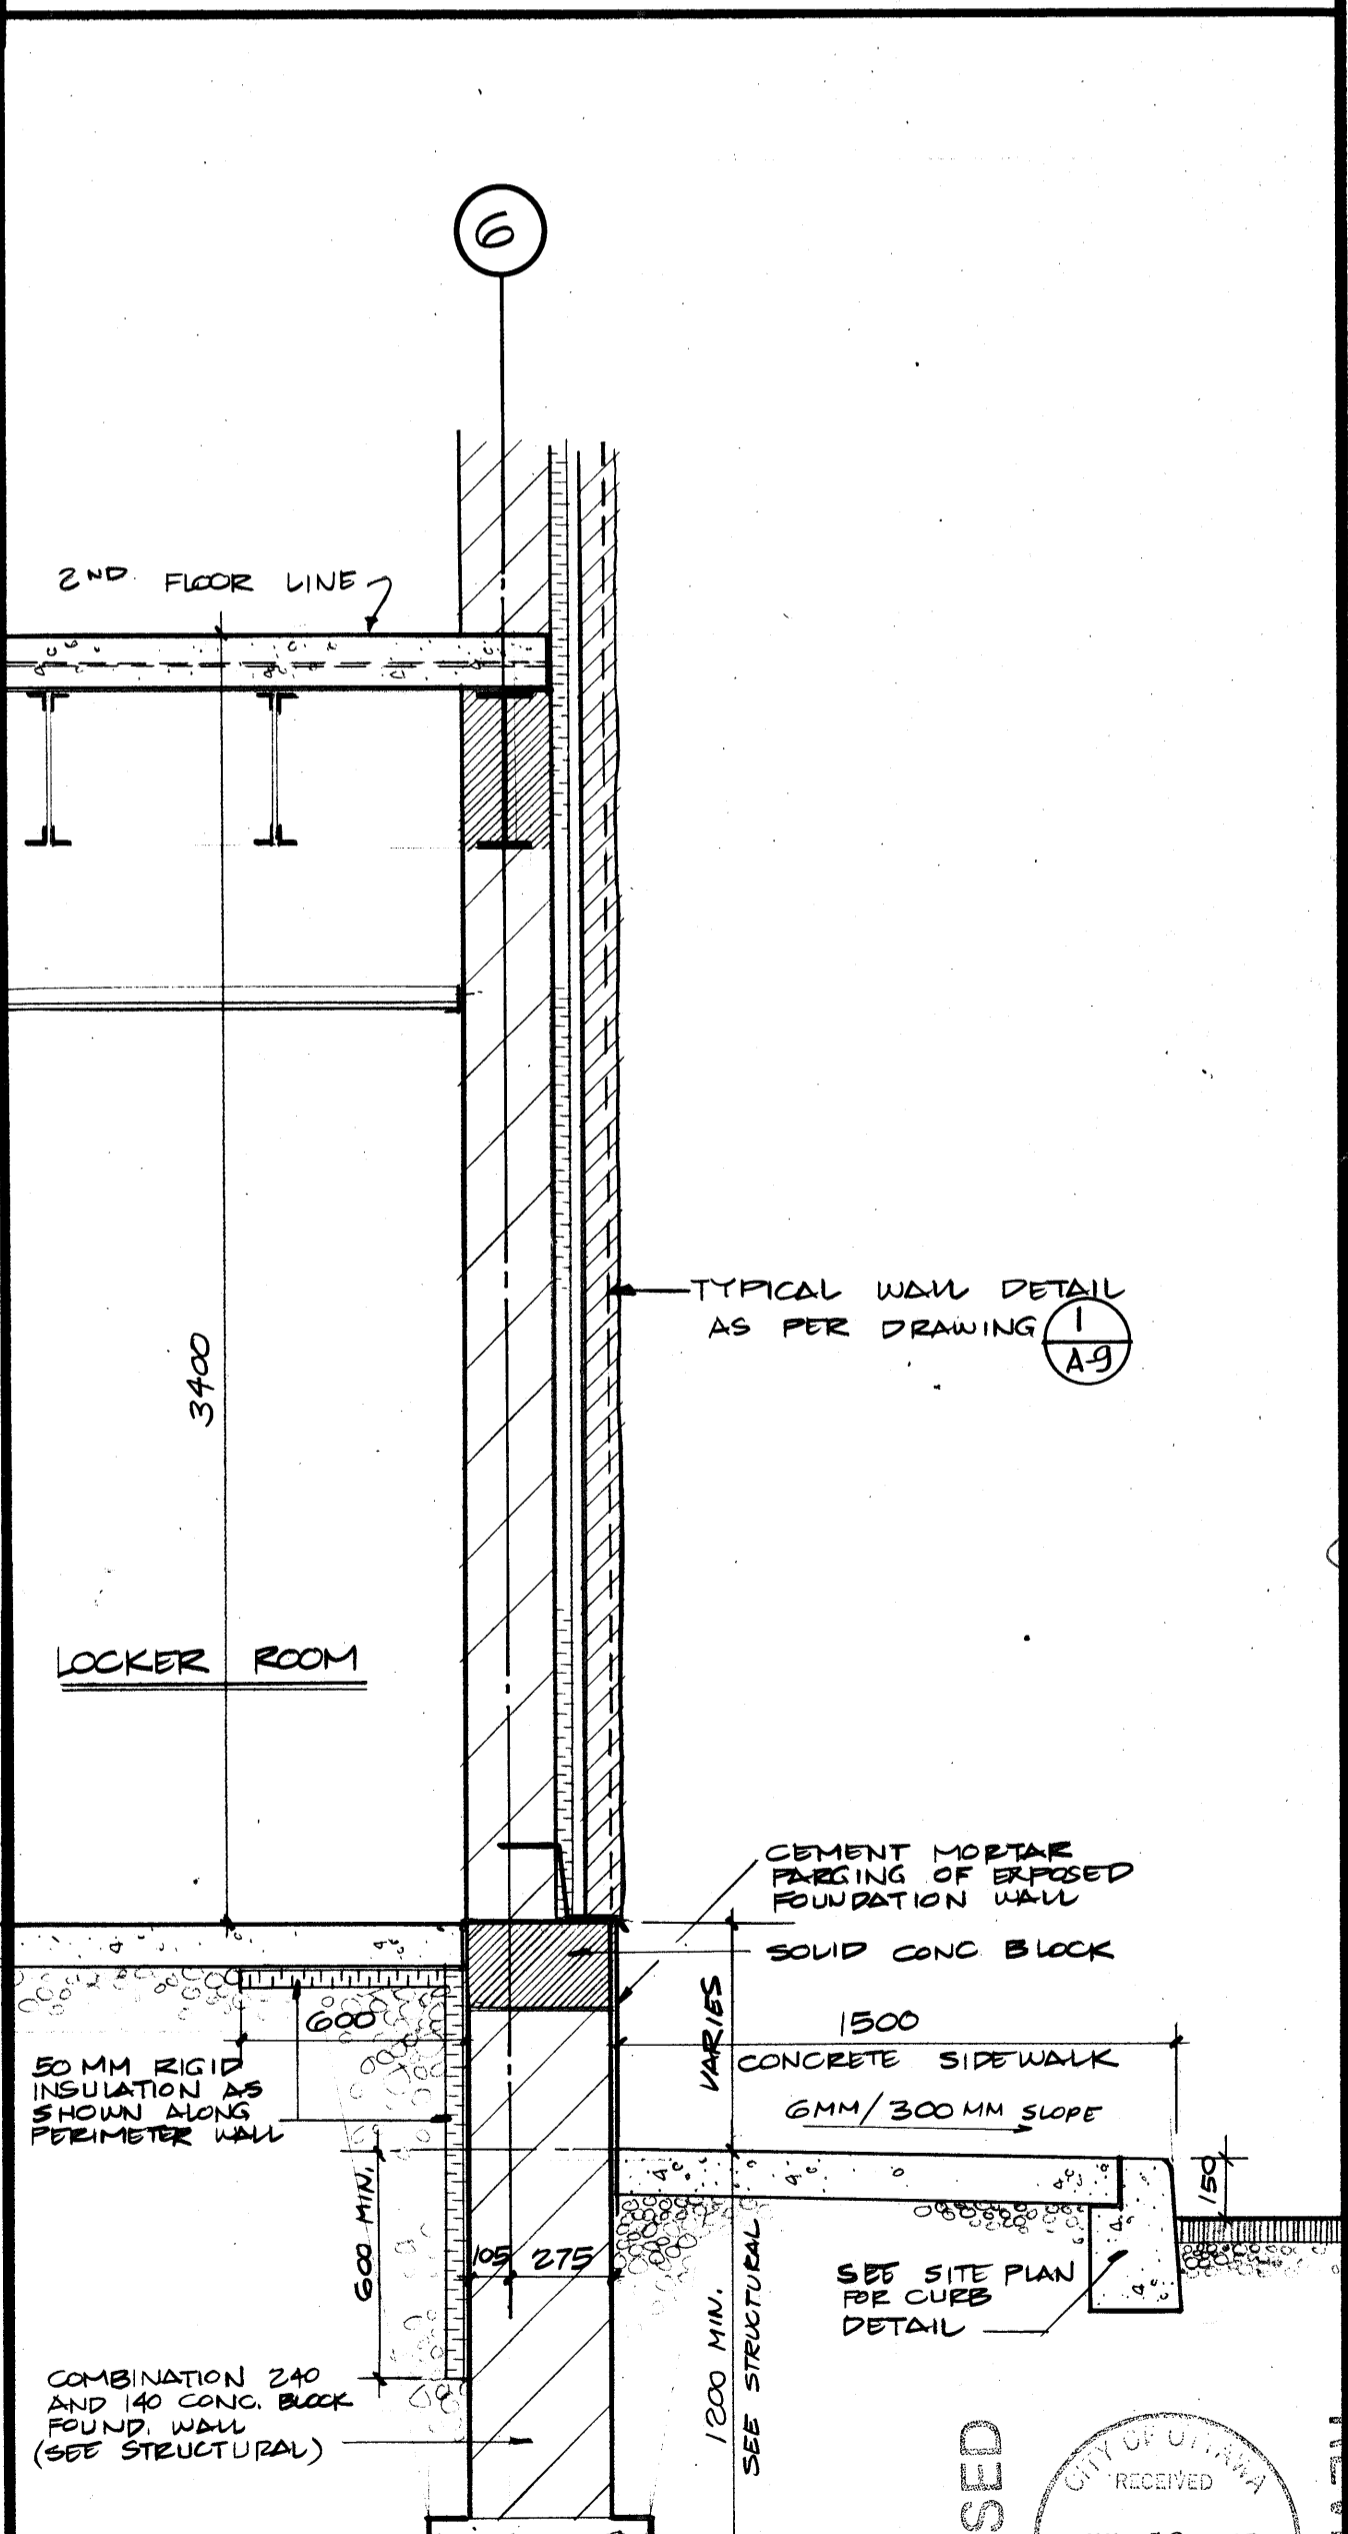 6
2ND. FLOOR LINE
TYPICAL WALL DETAIL
AS PER DRAWING
1
A-9
3400
LOCKER ROOM
CEMENT MORTAR
PARGING OF EXPOSED
FOUNDATION WALL
SOLID CONC. BLOCK
600
VARIES
1500
CONCRETE SIDEWALK
6MM/300 MM SLOPE
50 MM RIGID
INSULATION AS
SHOWN ALONG
PERIMETER WALL
600 MIN.
150
105
275
SEE SITE PLAN
FOR CURB
DETAIL
1200 MIN.
SEE STRUCTURAL
COMBINATION 240
AND 140 CONC. BLOCK
FOUND. WALL
(SEE STRUCTURAL)
CITY OF OTTAWA
RECEIVED